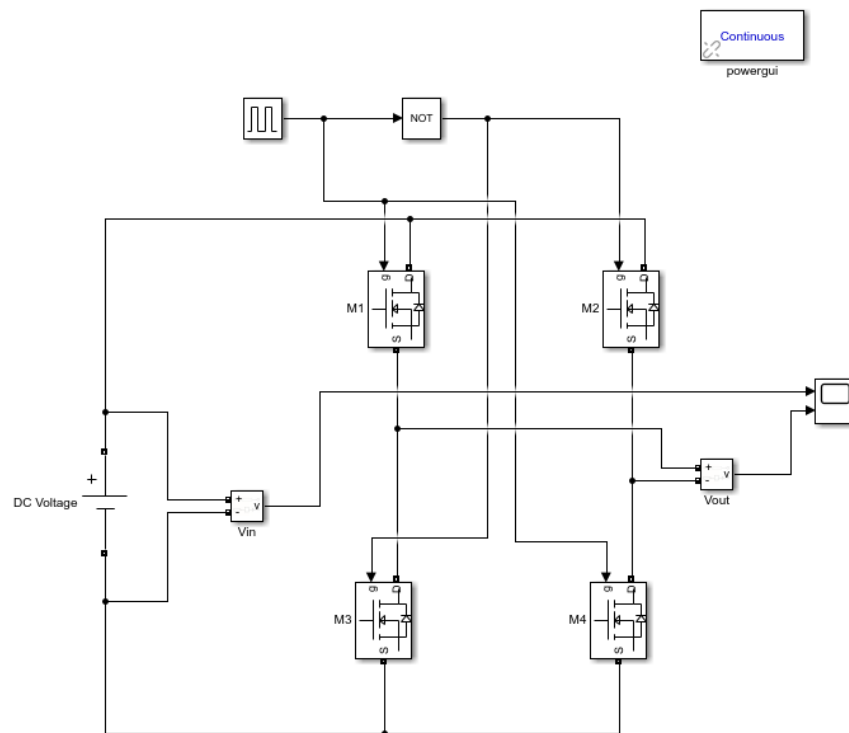 Continuous
powergui
NOT
g
D
M1
S
g
D
M2
S
+
DC Voltage
+
-
v
Vin
+
-
v
Vout
g
D
M3
S
g
D
M4
S